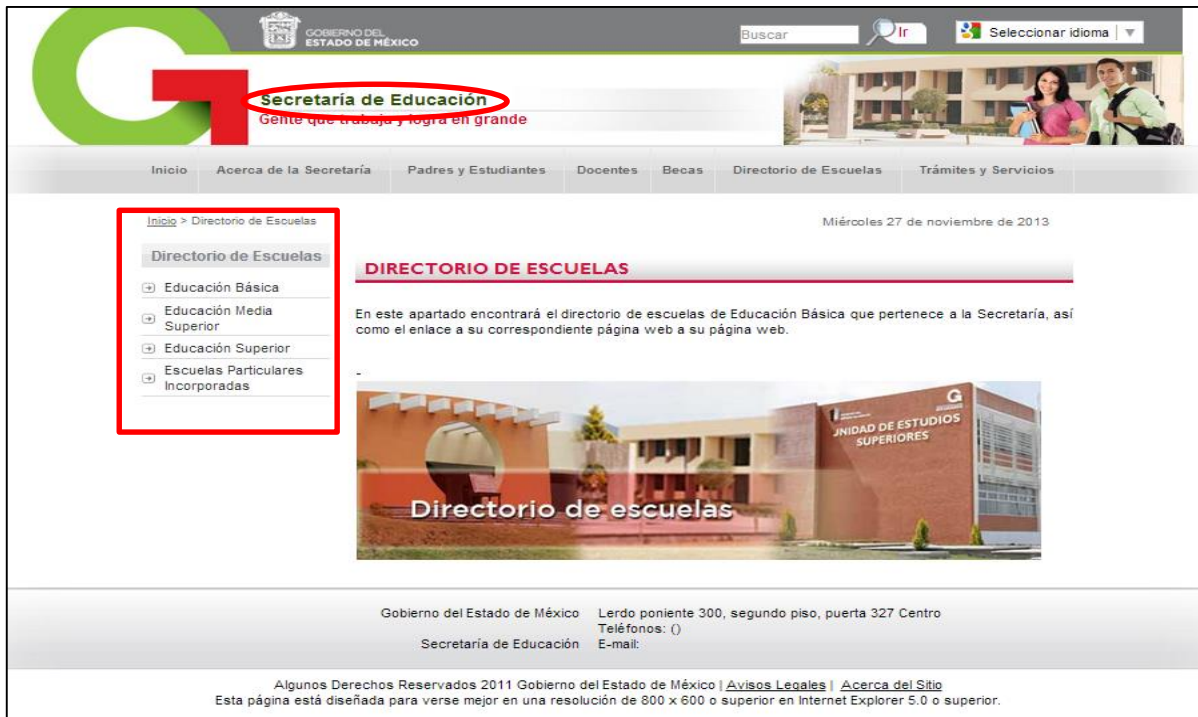 GOBIERNO DEL
ESTADO DE MÉXICO
Buscar
Ir
Seleccionar idioma
Secretaría de Educación
Gente que trabaja y logra en grande
Inicio Acerca de la Secretaría Padres y Estudiantes Docentes Becas Directorio de Escuelas Trámites y Servicios
Inicio > Directorio de Escuelas
Miércoles 27 de noviembre de 2013
Directorio de Escuelas
Educación Básica
Educación Media
Superior
Educación Superior
Escuelas Particulares
Incorporadas
DIRECTORIO DE ESCUELAS
En este apartado encontrará el directorio de escuelas de Educación Básica que pertenece a la Secretaría, así
como el enlace a su correspondiente página web a su página web.
-
UNIDAD DE ESTUDIOS
SUPERIORES
Directorio de escuelas
Gobierno del Estado de México Lerdo poniente 300, segundo piso, puerta 327 Centro
Teléfonos: ()
Secretaría de Educación E-mail:
Algunos Derechos Reservados 2011 Gobierno del Estado de México | Avisos Legales | Acerca del Sitio
Esta página está diseñada para verse mejor en una resolución de 800 x 600 o superior en Internet Explorer 5.0 o superior.